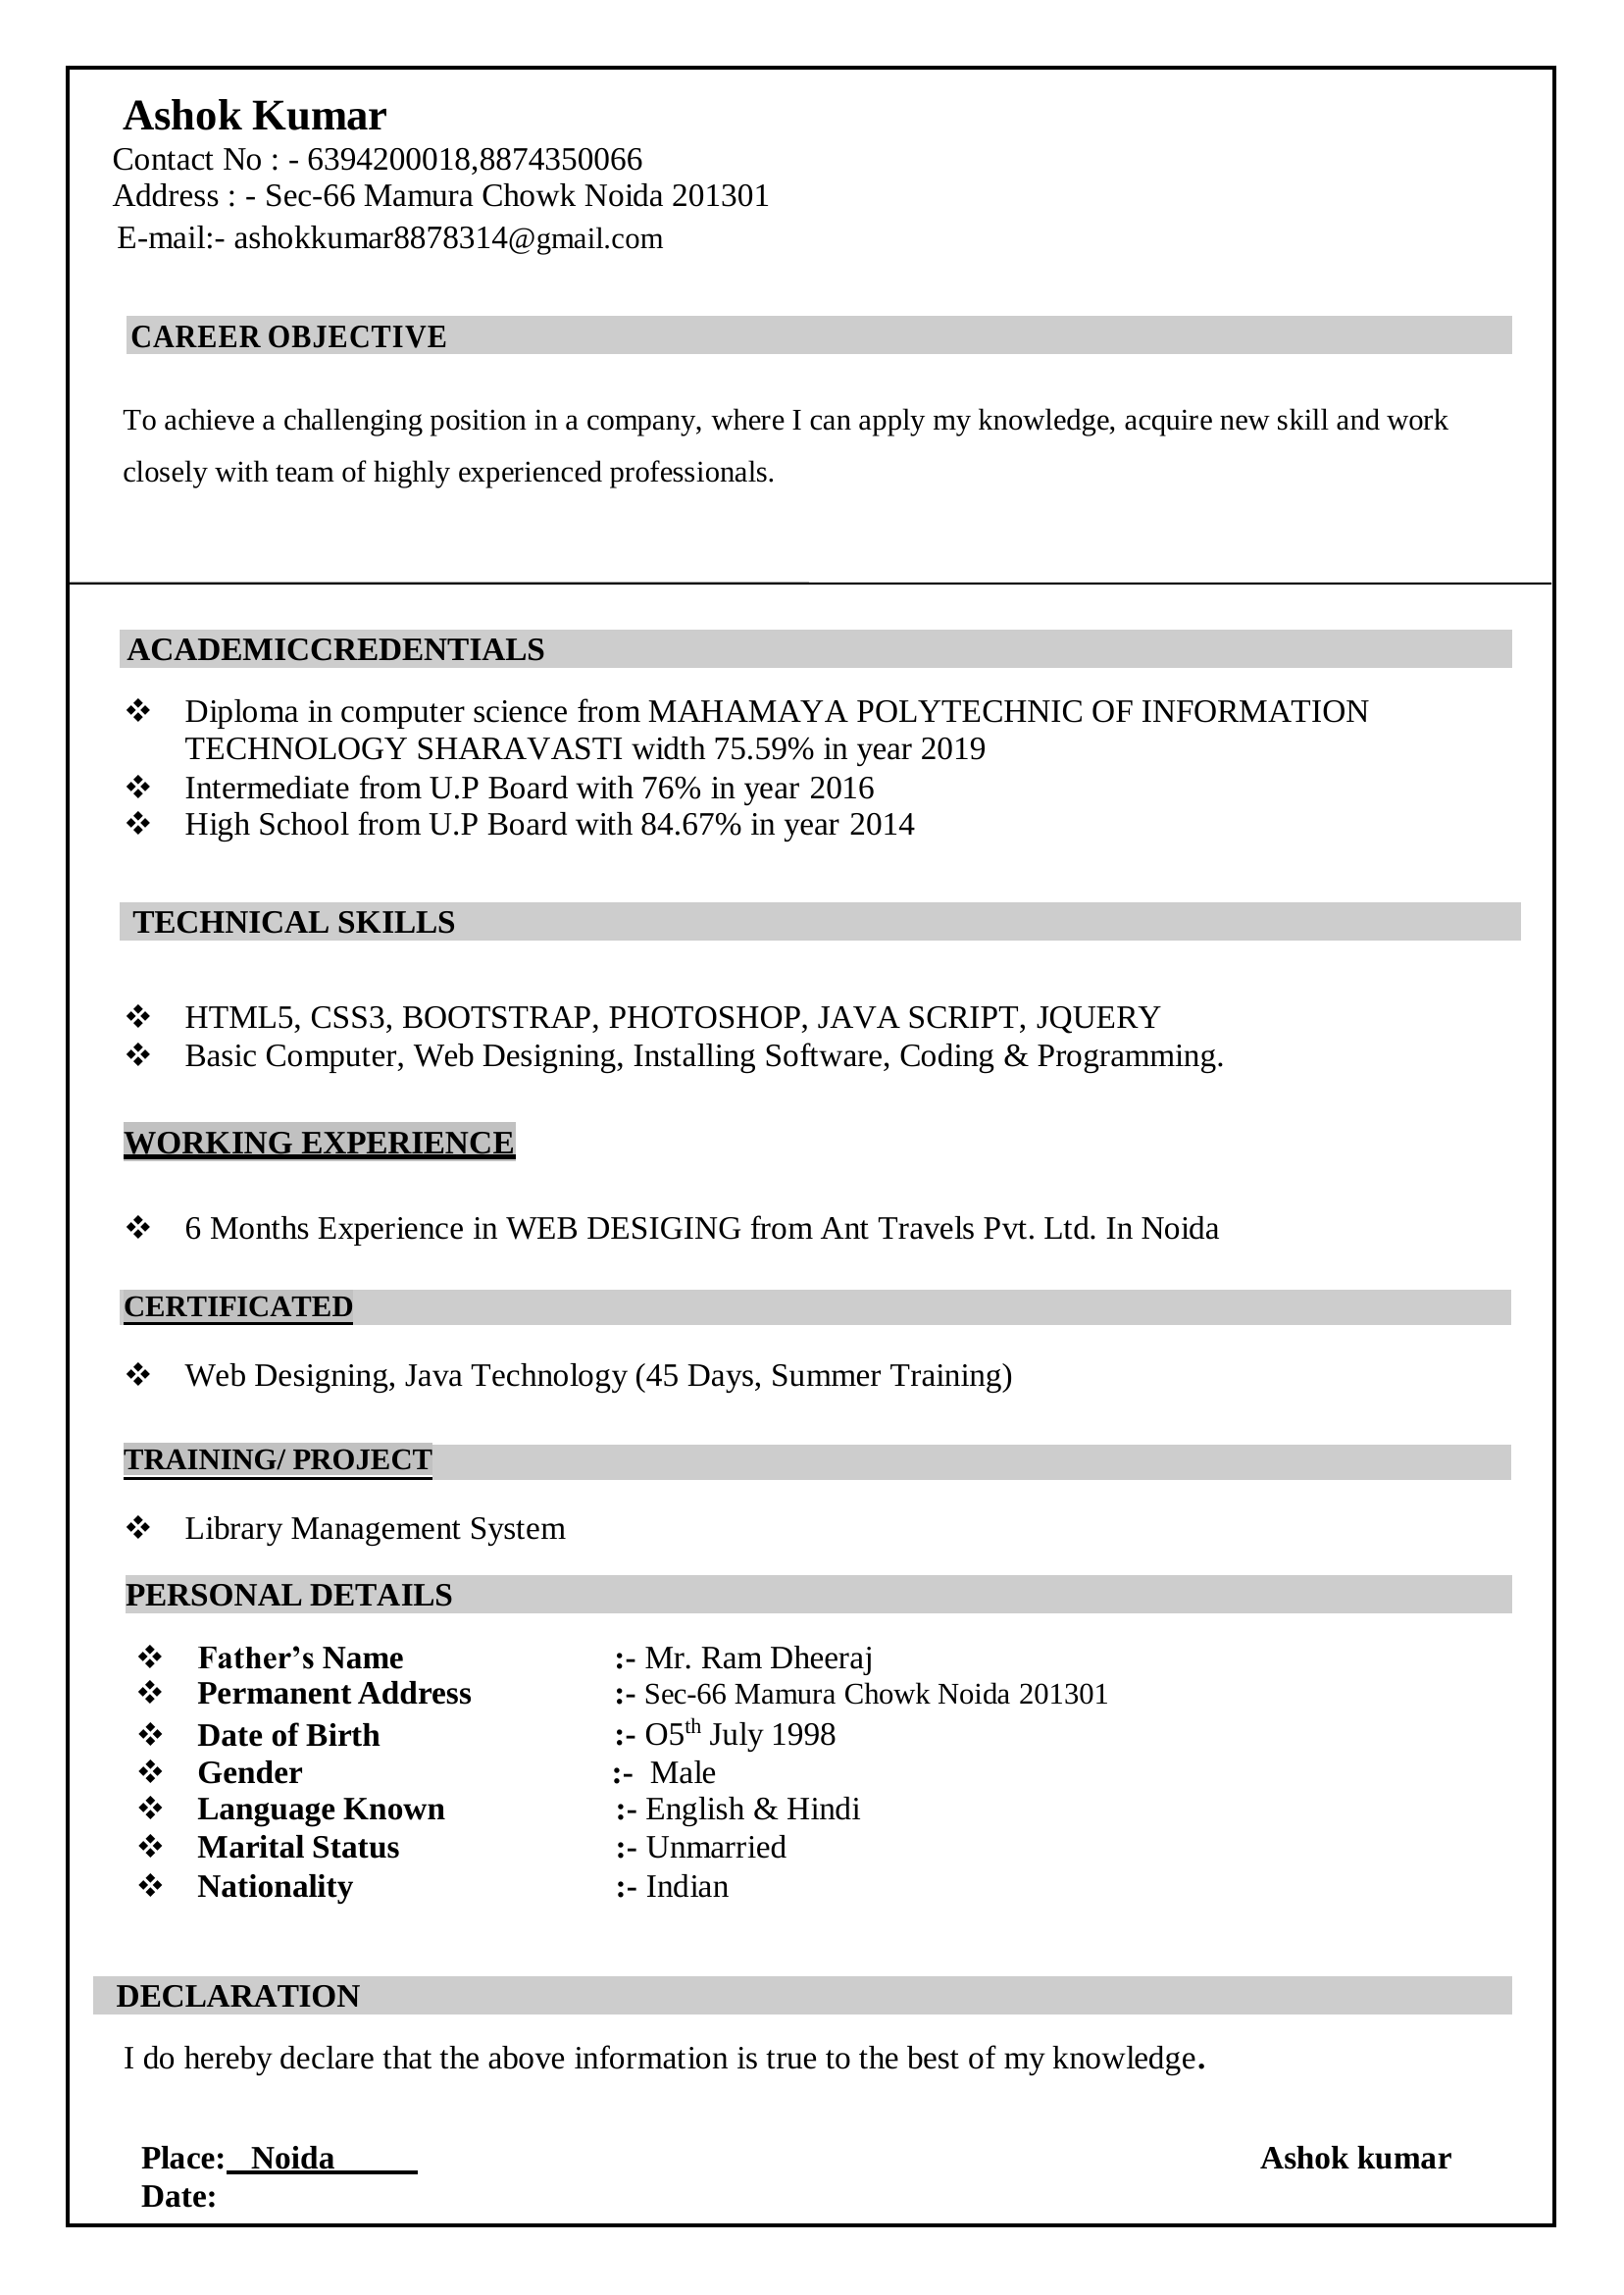 Ashok Kumar
Contact No : - 6394200018,8874350066
Address : - Sec-66 Mamura Chowk Noida 201301
E-mail:- ashokkumar8878314@gmail.com
CAREER OBJECTIVE
To achieve a challenging position in a company, where I can apply my knowledge, acquire new skill and work
closely with team of highly experienced professionals.
ACADEMICCREDENTIALS
❖ Diploma in computer science from MAHAMAYA POLYTECHNIC OF INFORMATION
TECHNOLOGY SHARAVASTI width 75.59% in year 2019
❖ Intermediate from U.P Board with 76% in year 2016
❖ High School from U.P Board with 84.67% in year 2014
TECHNICAL SKILLS
❖ HTML5, CSS3, BOOTSTRAP, PHOTOSHOP, JAVA SCRIPT, JQUERY
❖ Basic Computer, Web Designing, Installing Software, Coding & Programming.
WORKING EXPERIENCE
❖ 6 Months Experience in WEB DESIGING from Ant Travels Pvt. Ltd. In Noida
CERTIFICATED
❖ Web Designing, Java Technology (45 Days, Summer Training)
TRAINING/ PROJECT
❖ Library Management System
PERSONAL DETAILS
❖ Father’s Name :- Mr. Ram Dheeraj
❖ Permanent Address :- Sec-66 Mamura Chowk Noida 201301
❖ Date of Birth :- O5th July 1998
❖ Gender :- Male
❖ Language Known :- English & Hindi
❖ Marital Status :- Unmarried
❖ Nationality :- Indian
DECLARATION
I do hereby declare that the above information is true to the best of my knowledge.
Place: Noida Ashok kumar
Date: